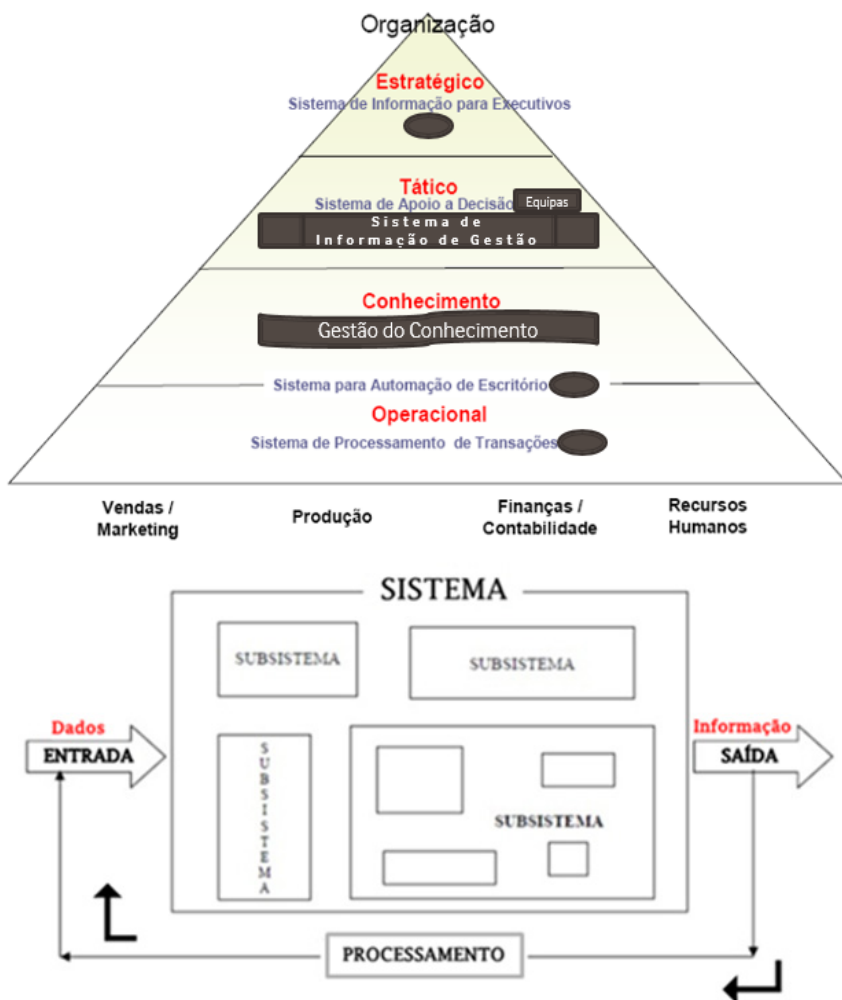 Organização
Estratégico
Sistema de Informação para Executivos
Tático
Sistema de Apoio a Decisão
Equipas
Sistema de
Informação de Gestão
Conhecimento
Gestão do Conhecimento
Sistema para Automação de Escritório
Operacional
Sistema de Processamento de Transações
Vendas /
Marketing
Produção
Finanças /
Contabilidade
Recursos
Humanos
SISTEMA
SUBSISTEMA
SUBSISTEMA
Dados
ENTRADA
Informação
SAÍDA
SUBSISTEMA
SUBSISTEMA
PROCESSAMENTO